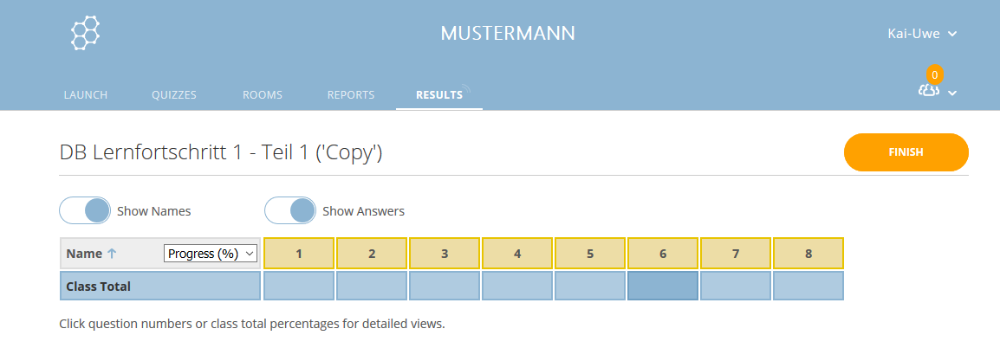 MUSTERMANN
Kai-Uwe
0
LAUNCH QUIZZES ROOMS REPORTS RESULTS
DB Lernfortschritt 1 - Teil 1 ('Copy')
FINISH
Show Names Show Answers
Name Progress (%) 1 2 3 4 5 6 7 8
Class Total
Click question numbers or class total percentages for detailed views.